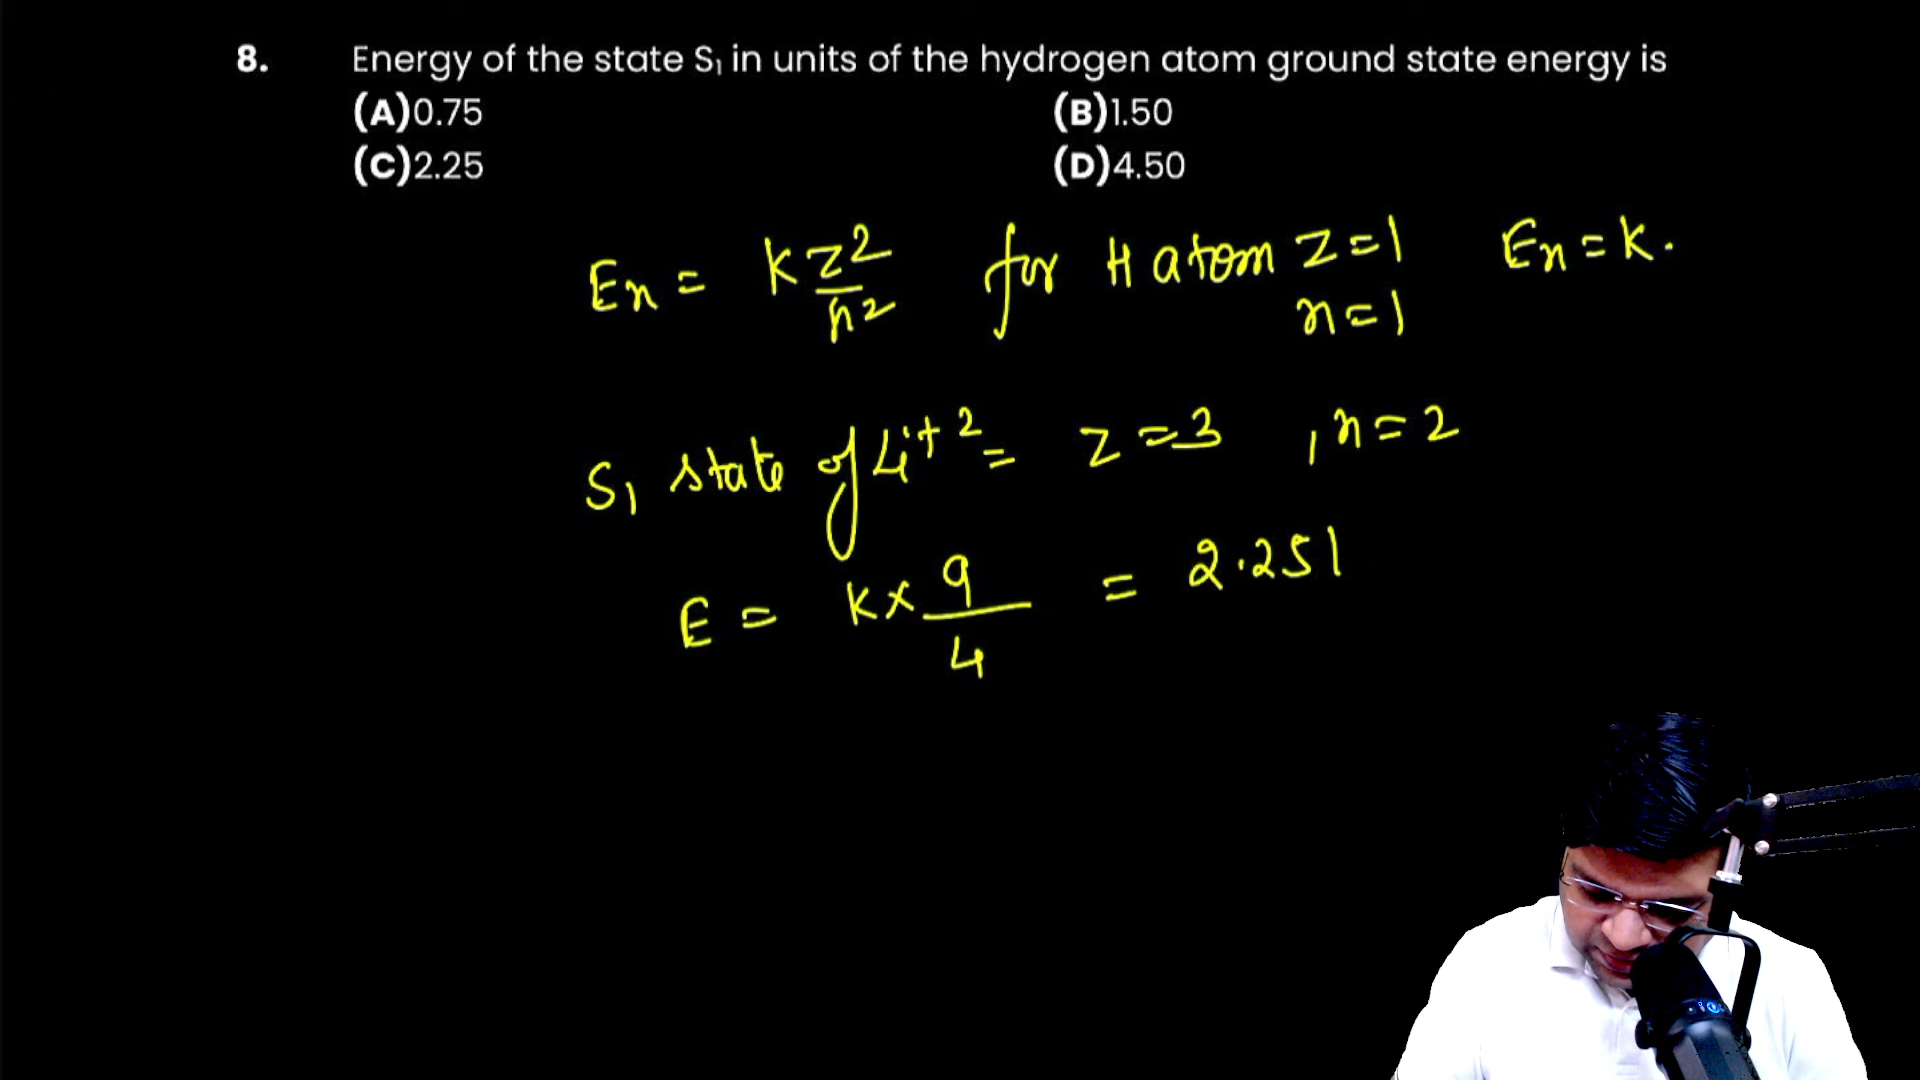 8. Energy of the state S₁ in units of the hydrogen atom ground state energy is
(A)0.75 (B)1.50
(C)2.25 (D)4.50
En = k z²/n² for H atom z=1 En=k.
n=1
S₁ state of Li⁺² = z=3 , n=2
E = k× 9/4 = 2.251